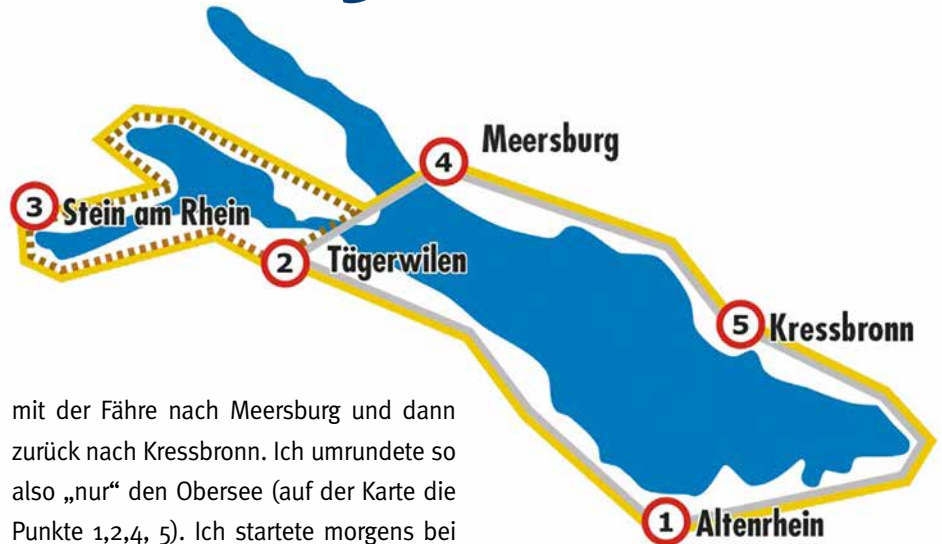 4 Meersburg
3 Stein am Rhein
2 Tägerwilen
5 Kressbronn
1 Altenrhein
mit der Fähre nach Meersburg und dann
zurück nach Kressbronn. Ich umrundete so
also „nur“ den Obersee (auf der Karte die
Punkte 1,2,4, 5). Ich startete morgens bei